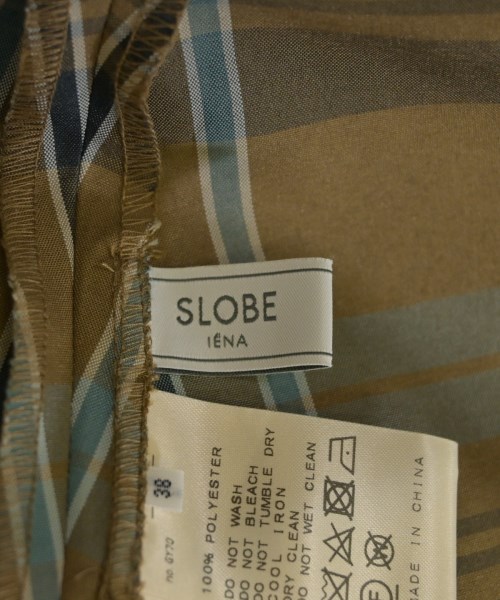 SLOBE
IÉNA
38
100% POLYESTER
DO NOT WASH
DO NOT BLEACH
DO NOT TUMBLE DRY
COOL IRON
DRY CLEAN
DO NOT WET CLEAN
MADE IN CHINA